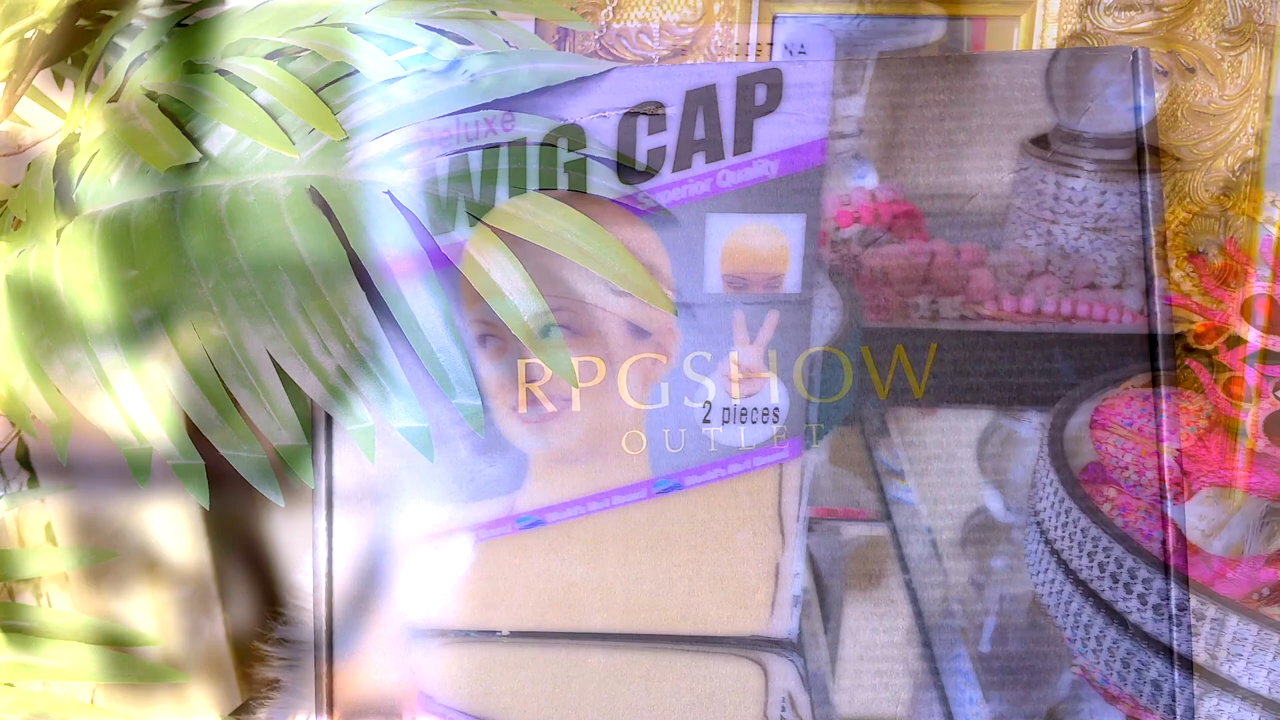 Deluxe
WIG CAP
Superior Quality
RPGSHOW
2 pieces
OUTLET